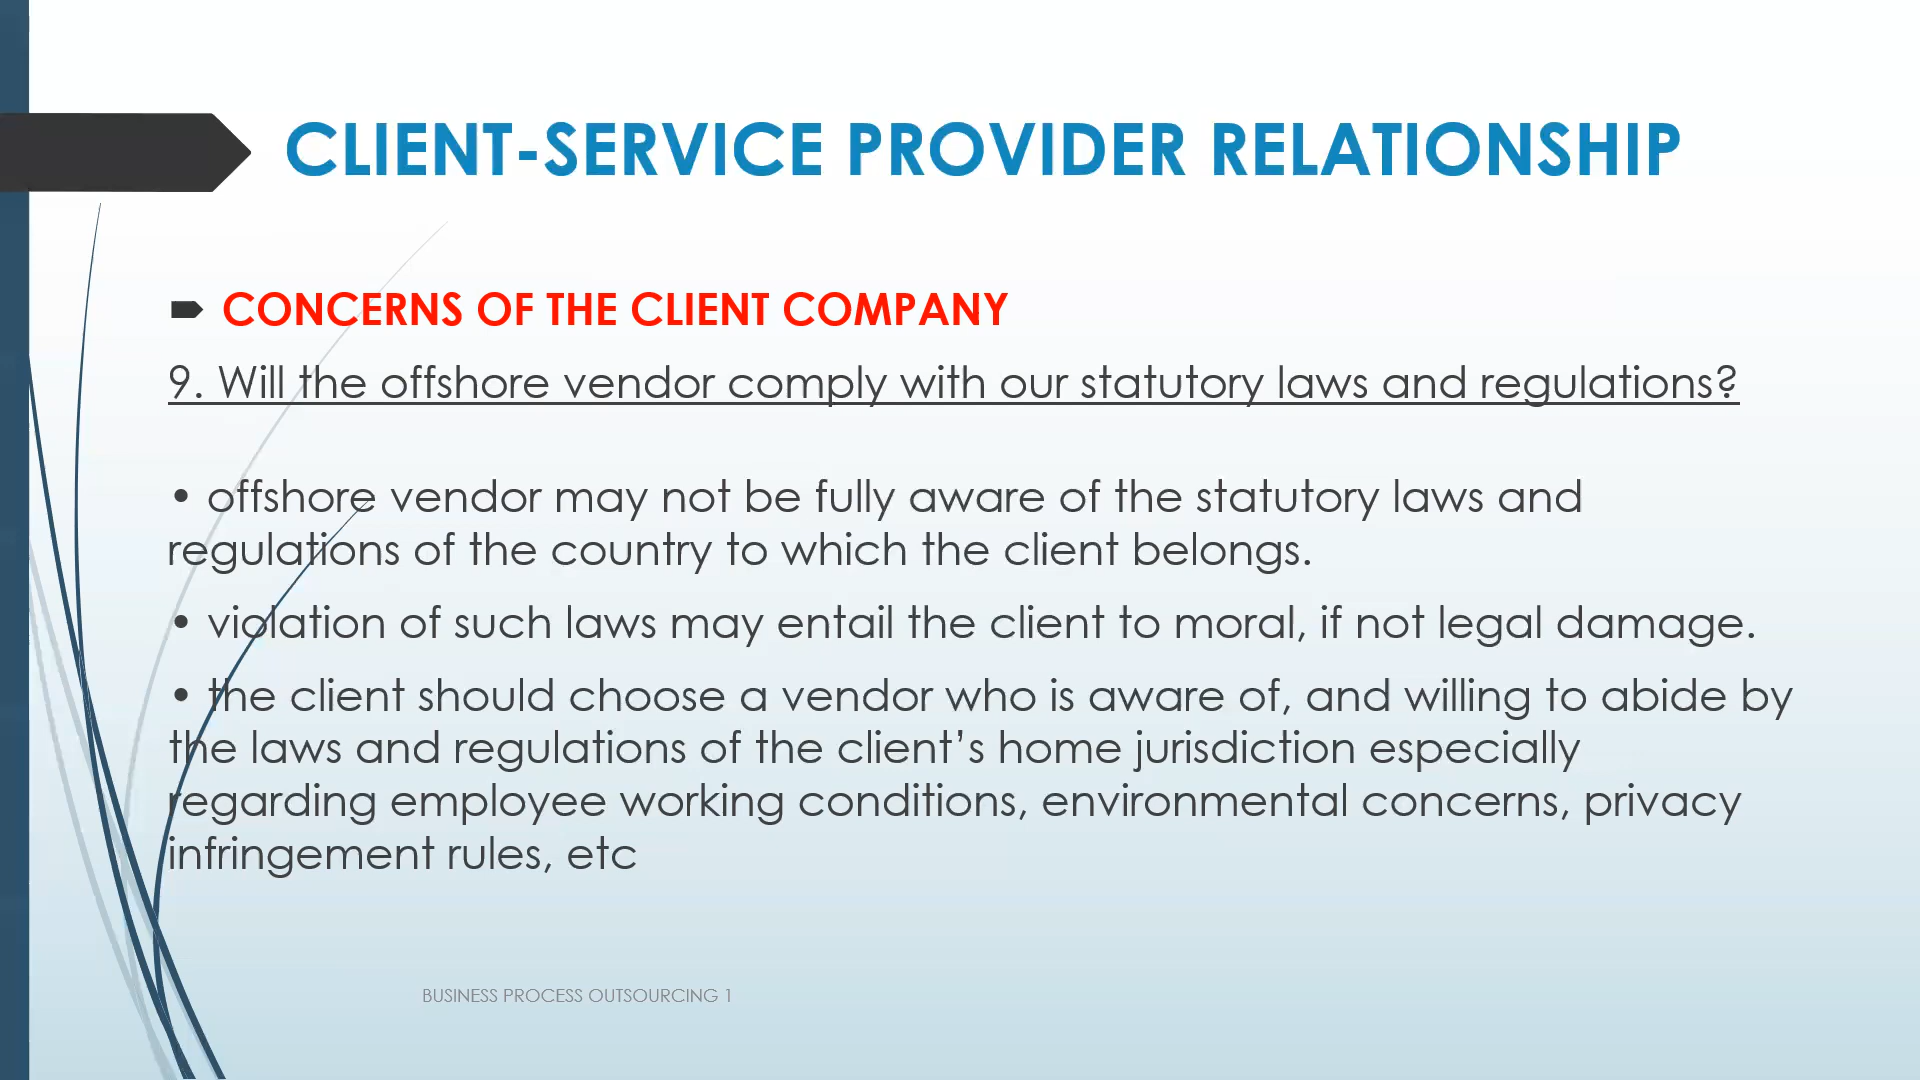 CLIENT-SERVICE PROVIDER RELATIONSHIP
CONCERNS OF THE CLIENT COMPANY
9. Will the offshore vendor comply with our statutory laws and regulations?
• offshore vendor may not be fully aware of the statutory laws and
regulations of the country to which the client belongs.
• violation of such laws may entail the client to moral, if not legal damage.
• the client should choose a vendor who is aware of, and willing to abide by
the laws and regulations of the client’s home jurisdiction especially
regarding employee working conditions, environmental concerns, privacy
infringement rules, etc
BUSINESS PROCESS OUTSOURCING 1